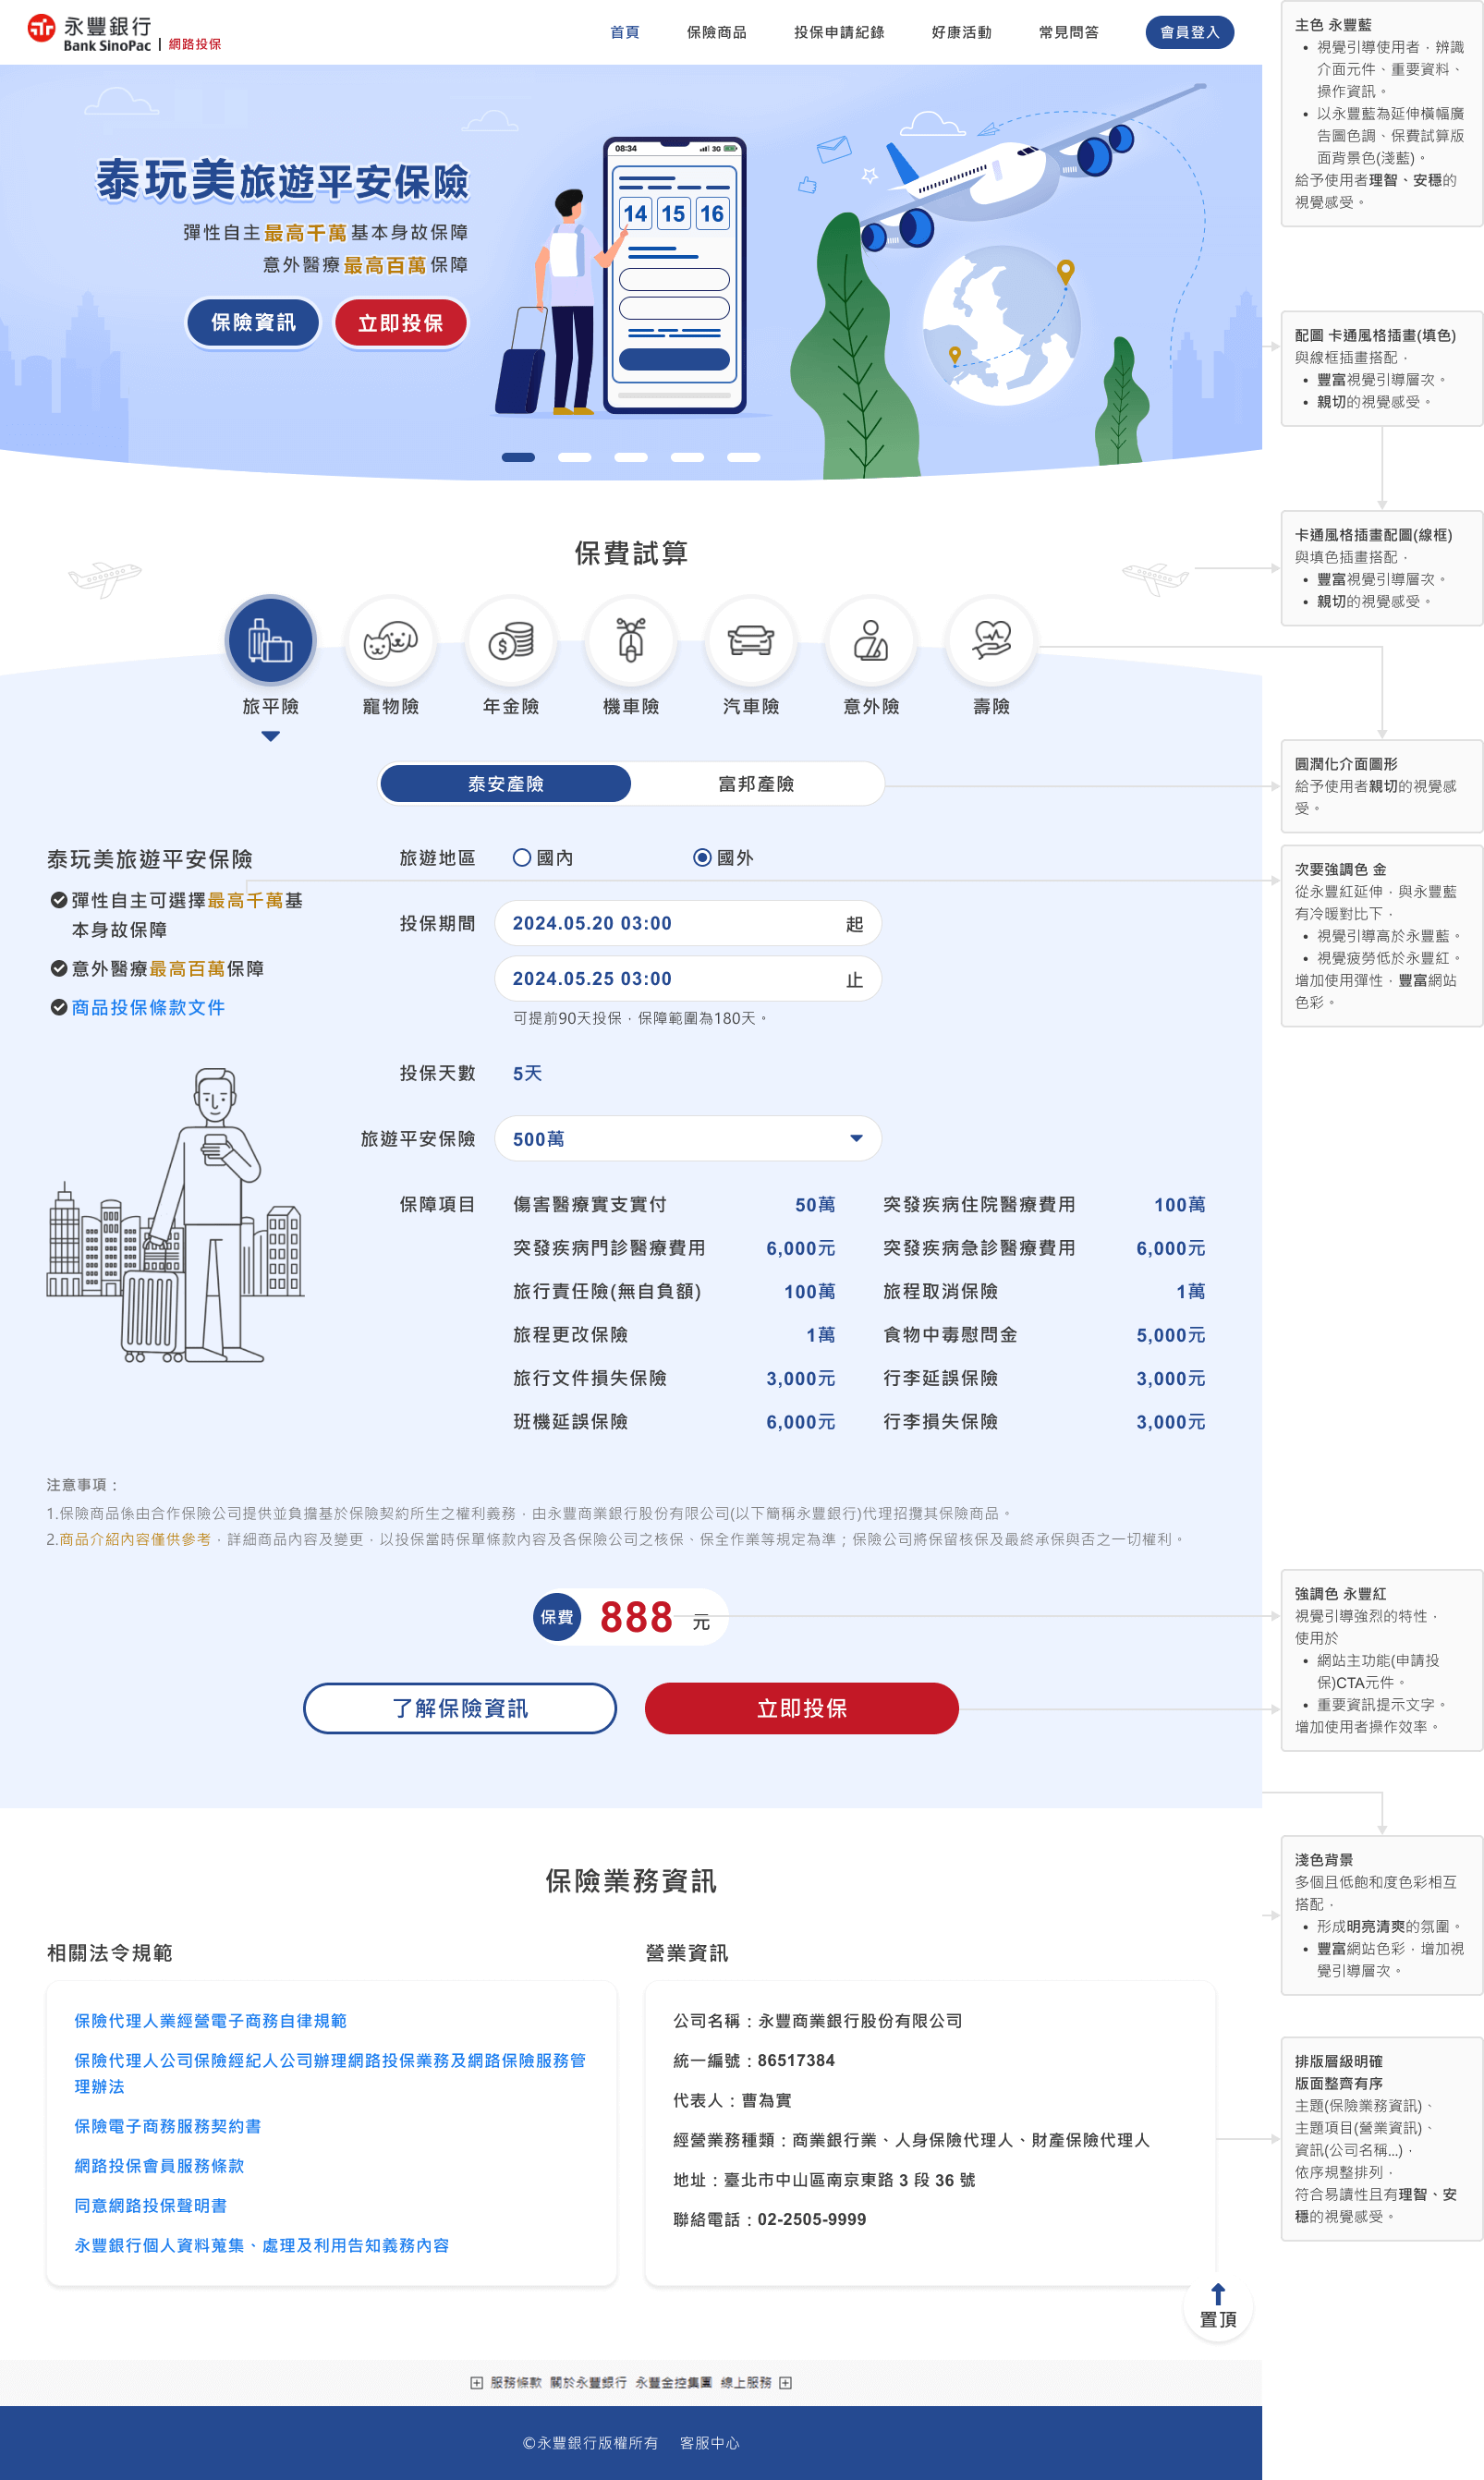 永豐銀行
Bank SinoPac
網路投保
首頁
保險商品
投保申請紀錄
好康活動
常見問答
會員登入
泰玩美旅遊平安保險
彈性自主最高千萬基本身故保障
意外醫療最高百萬保障
保險資訊
立即投保
08:34
3G
14
15
16
保費試算
旅平險
寵物險
年金險
機車險
汽車險
意外險
壽險
泰安產險
富邦產險
泰玩美旅遊平安保險
彈性自主可選擇最高千萬基
本身故保障
意外醫療最高百萬保障
商品投保條款文件
旅遊地區
國內
國外
投保期間
2024.05.20 03:00
起
2024.05.25 03:00
止
可提前90天投保，保障範圍為180天。
投保天數
5天
旅遊平安保險
500萬
保障項目
傷害醫療實支實付
50萬
突發疾病住院醫療費用
100萬
突發疾病門診醫療費用
6,000元
突發疾病急診醫療費用
6,000元
旅行責任險(無自負額)
100萬
旅程取消保險
1萬
旅程更改保險
1萬
食物中毒慰問金
5,000元
旅行文件損失保險
3,000元
行李延誤保險
3,000元
班機延誤保險
6,000元
行李損失保險
3,000元
注意事項：
1.保險商品係由合作保險公司提供並負擔基於保險契約所生之權利義務，由永豐商業銀行股份有限公司(以下簡稱永豐銀行)代理招攬其保險商品。
2.商品介紹內容僅供參考，詳細商品內容及變更，以投保當時保單條款內容及各保險公司之核保、保全作業等規定為準；保險公司將保留核保及最終承保與否之一切權利。
保費
888
元
了解保險資訊
立即投保
保險業務資訊
相關法令規範
保險代理人業經營電子商務自律規範
保險代理人公司保險經紀人公司辦理網路投保業務及網路保險服務管
理辦法
保險電子商務服務契約書
網路投保會員服務條款
同意網路投保聲明書
永豐銀行個人資料蒐集、處理及利用告知義務內容
營業資訊
公司名稱：永豐商業銀行股份有限公司
統一編號：86517384
代表人：曹為實
經營業務種類：商業銀行業、人身保險代理人、財產保險代理人
地址：臺北市中山區南京東路 3 段 36 號
聯絡電話：02-2505-9999
置頂
服務條款 關於永豐銀行 永豐金控集團 線上服務
©永豐銀行版權所有
客服中心
主色 永豐藍
• 視覺引導使用者，辨識
介面元件、重要資料、
操作資訊。
• 以永豐藍為延伸橫幅廣
告圖色調、保費試算版
面背景色(淺藍)。
給予使用者理智、安穩的
視覺感受。
配圖 卡通風格插畫(填色)
與線框插畫搭配，
• 豐富視覺引導層次。
• 親切的視覺感受。
卡通風格插畫配圖(線框)
與填色插畫搭配，
• 豐富視覺引導層次。
• 親切的視覺感受。
圓潤化介面圖形
給予使用者親切的視覺感
受。
次要強調色 金
從永豐紅延伸，與永豐藍
有冷暖對比下，
• 視覺引導高於永豐藍。
• 視覺疲勞低於永豐紅。
增加使用彈性，豐富網站
色彩。
強調色 永豐紅
視覺引導強烈的特性，
使用於
• 網站主功能(申請投
保)CTA元件。
• 重要資訊提示文字。
增加使用者操作效率。
淺色背景
多個且低飽和度色彩相互
搭配，
• 形成明亮清爽的氛圍。
• 豐富網站色彩，增加視
覺引導層次。
排版層級明確
版面整齊有序
主題(保險業務資訊)、
主題項目(營業資訊)、
資訊(公司名稱...)，
依序規整排列，
符合易讀性且有理智、安
穩的視覺感受。